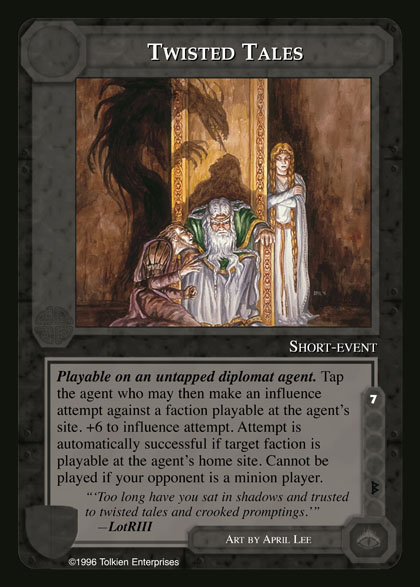 TWISTED TALES
SHORT-EVENT
Playable on an untapped diplomat agent. Tap
the agent who may then make an influence
attempt against a faction playable at the agent's
site. +6 to influence attempt. Attempt is
automatically successful if target faction is
playable at the agent's home site. Cannot be
played if your opponent is a minion player.
"'Too long have you sat in shadows and trusted
to twisted tales and crooked promptings.'"
—LotRIII
7
ART BY APRIL LEE
©1996 Tolkien Enterprises